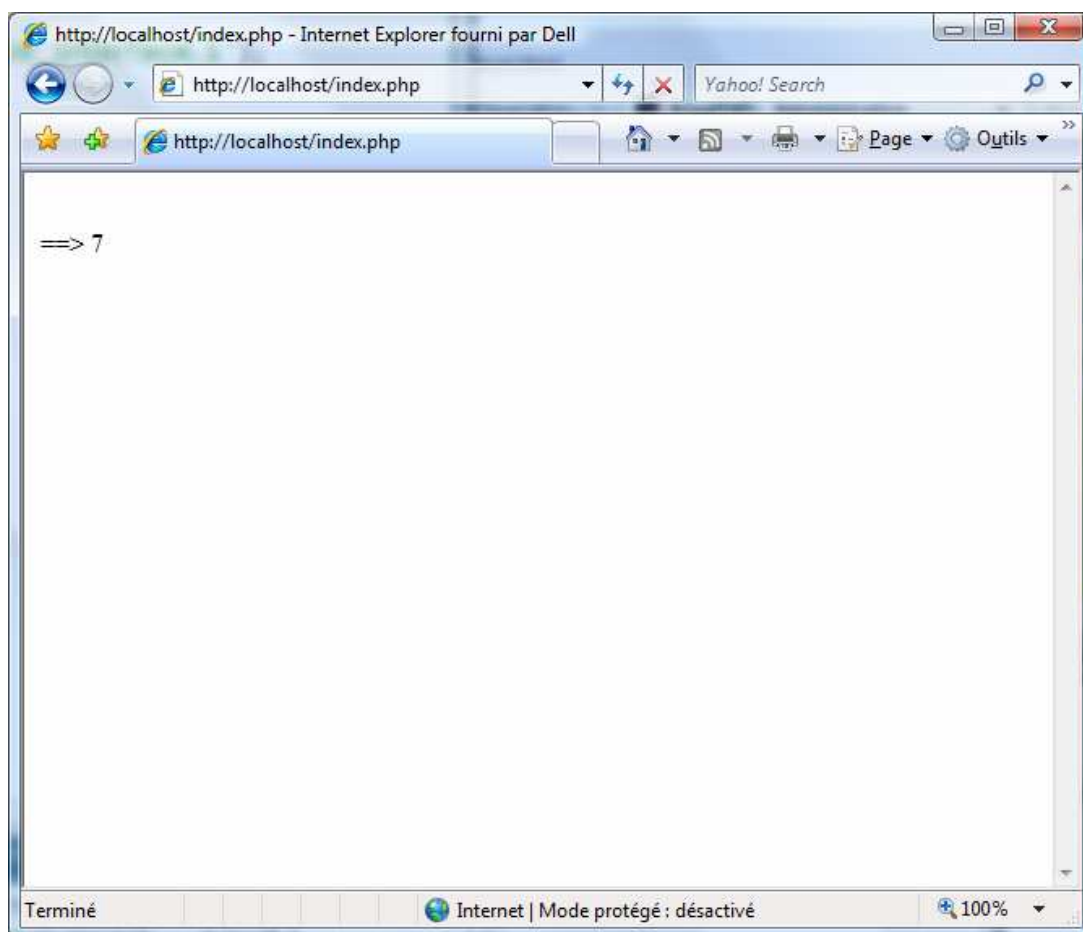 http://localhost/index.php - Internet Explorer fourni par Dell
http://localhost/index.php
Yahoo! Search
http://localhost/index.php
Page
Outils
==> 7
Terminé
Internet | Mode protégé : désactivé
100%